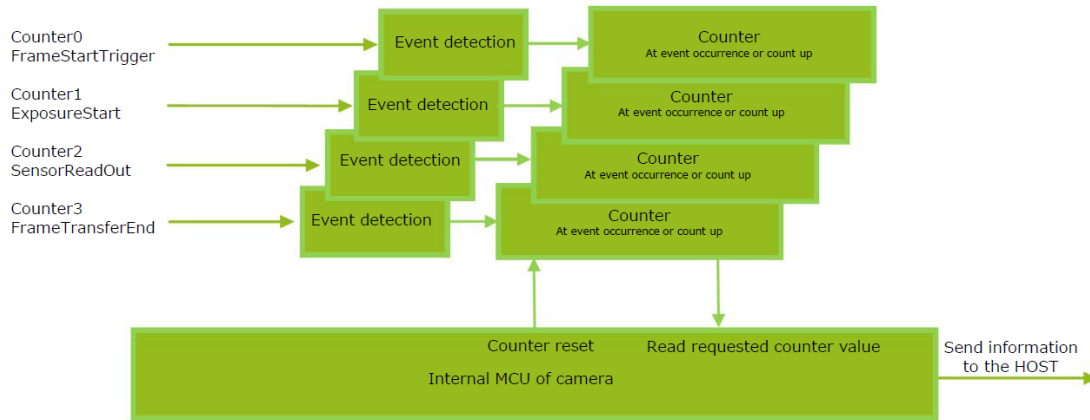 Counter0
FrameStartTrigger
Event detection
Counter
At event occurrence or count up
Counter1
ExposureStart
Event detection
Counter
At event occurrence or count up
Counter2
SensorReadOut
Event detection
Counter
At event occurrence or count up
Counter3
FrameTransferEnd
Event detection
Counter
At event occurrence or count up
Counter reset
Read requested counter value
Internal MCU of camera
Send information
to the HOST